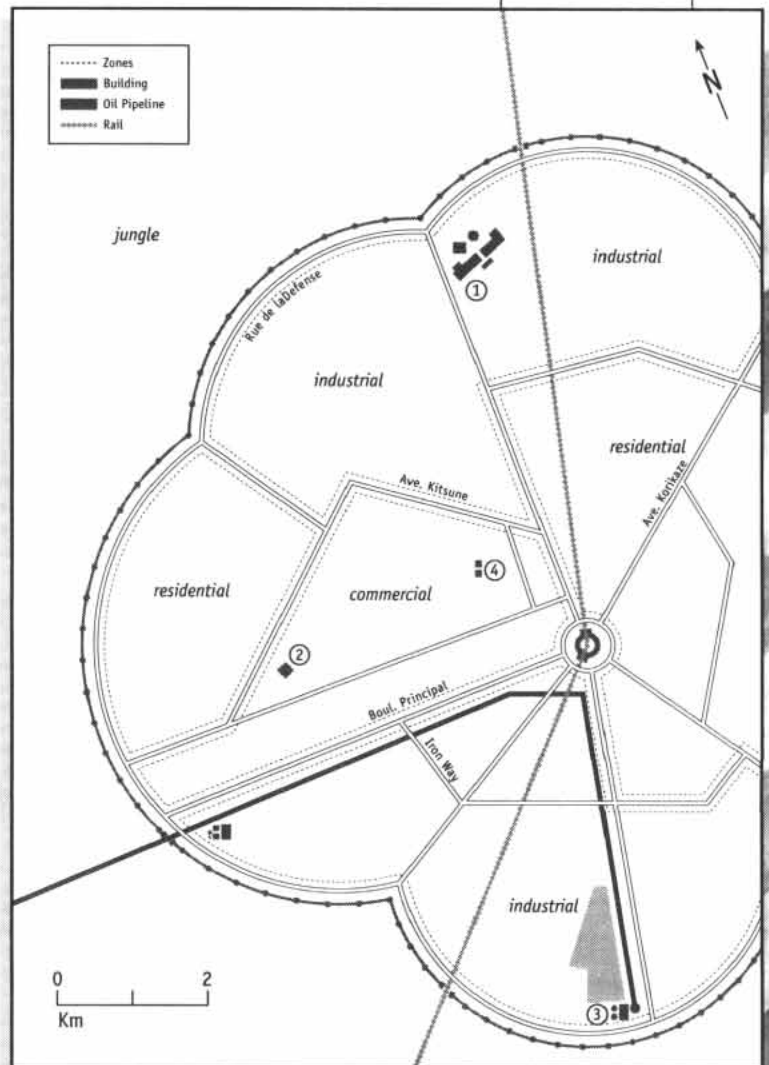 Zones
Building
Oil Pipeline
Rail
N
jungle
industrial
1
Rue de laDefense
industrial
residential
Ave. Korikaze
Ave. Kitsune
4
residential
commercial
2
Boul. Principal
Iron Way
industrial
3
0 2
Km